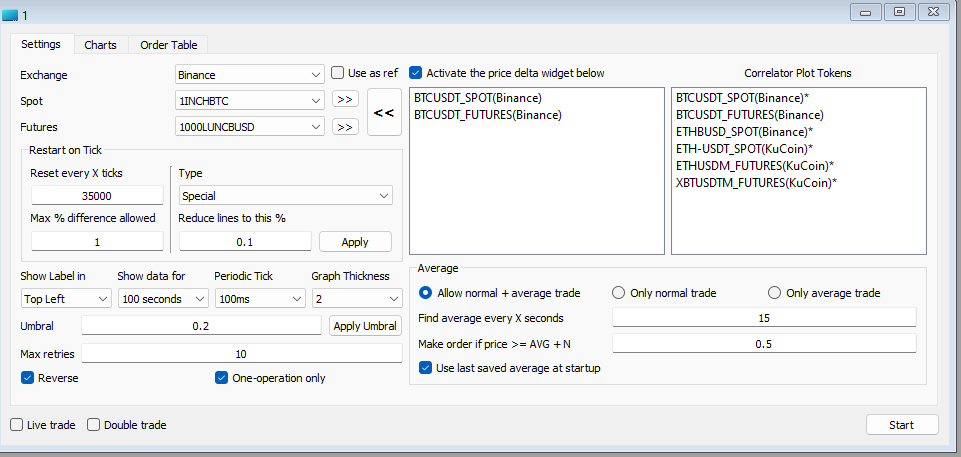 1
Settings Charts Order Table
Exchange Binance Use as ref
Spot 1INCHBTC >>
Futures 1000LUNCBUSD >>
<<
Restart on Tick
Reset every X ticks Type
35000 Special
Max % difference allowed Reduce lines to this %
1 0.1 Apply
Show Label in Show data for Periodic Tick Graph Thickness
Top Left 100 seconds 100ms 2
Umbral 0.2 Apply Umbral
Max retries 10
Reverse One-operation only
Activate the price delta widget below
BTCUSDT_SPOT(Binance)
BTCUSDT_FUTURES(Binance)
Correlator Plot Tokens
BTCUSDT_SPOT(Binance)*
BTCUSDT_FUTURES(Binance)
ETHBUSD_SPOT(Binance)*
ETH-USDT_SPOT(KuCoin)*
ETHUSDM_FUTURES(KuCoin)*
XBTUSDTM_FUTURES(KuCoin)*
Average
Allow normal + average trade Only normal trade Only average trade
Find average every X seconds 15
Make order if price >= AVG + N 0.5
Use last saved average at startup
Live trade Double trade Start